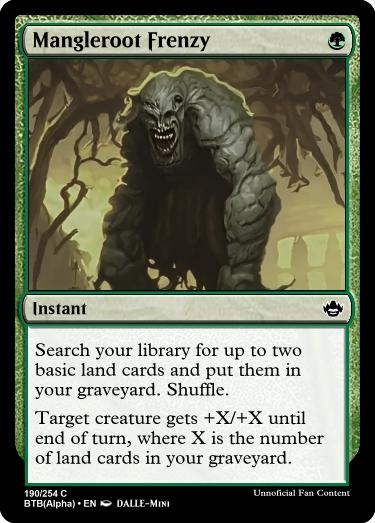 Mangleroot Frenzy
Instant
Search your library for up to two
basic land cards and put them in
your graveyard. Shuffle.
Target creature gets +X/+X until
end of turn, where X is the number
of land cards in your graveyard.
190/254 C
Unofficial Fan Content
BTB(Alpha) • EN DALLE-Mini